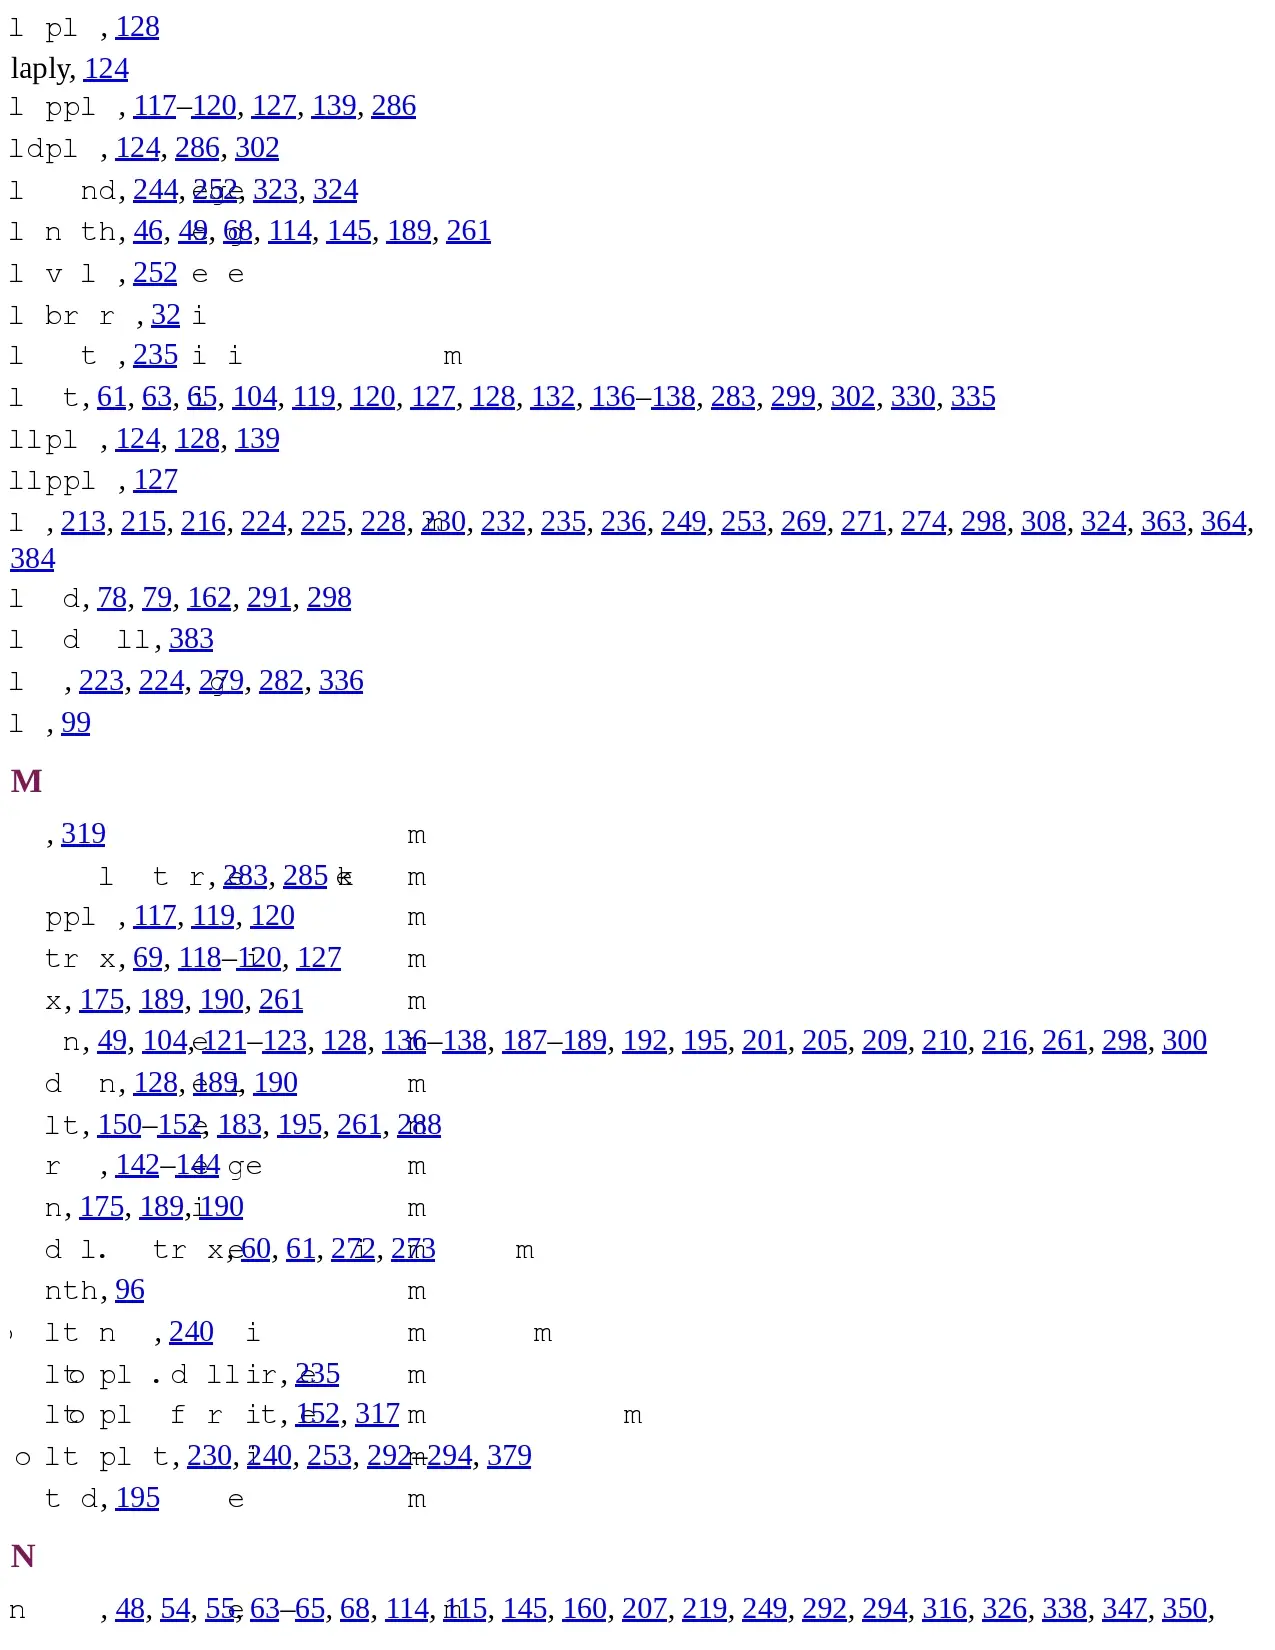 l pl , 128
laply, 124
l ppl , 117–120, 127, 139, 286
ldpl , 124, 286, 302
l nd, 244, 252, 323, 324
l n th, 46, 49, 68, 114, 145, 189, 261
l v l , 252 e e
l br r , 32 i
l t , 235 i i m
l t, 61, 63, 65, 104, 119, 120, 127, 128, 132, 136–138, 283, 299, 302, 330, 335
llpl , 124, 128, 139
llppl , 127
l , 213, 215, 216, 224, 225, 228, 230, 232, 235, 236, 249, 253, 269, 271, 274, 298, 308, 324, 363, 364,
384
l d, 78, 79, 162, 291, 298
l d ll, 383
l , 223, 224, 279, 282, 336
l , 99
M
, 319 m
l t r, 283, 285 m
ppl , 117, 119, 120 m
tr x, 69, 118–120, 127 m
x, 175, 189, 190, 261 m
n, 49, 104, 121–123, 128, 136–138, 187–189, 192, 195, 201, 205, 209, 210, 216, 261, 298, 300
d n, 128, 189, 190 m
lt, 150–152, 183, 195, 261, 288
r , 142–144 ge m
n, 175, 189, 190 m
d l. tr x, 60, 61, 272, 273 m
nth, 96 m
lt n , 240 i m m
lto pl . d ll ir, 235 m
lto pl f r it, 152, 317 m m
o lt pl t, 230, 240, 253, 292–294, 379
t d, 195 e m
N
n , 48, 54, 55, 63–65, 68, 114, 115, 145, 160, 207, 219, 249, 292, 294, 316, 326, 338, 347, 350,